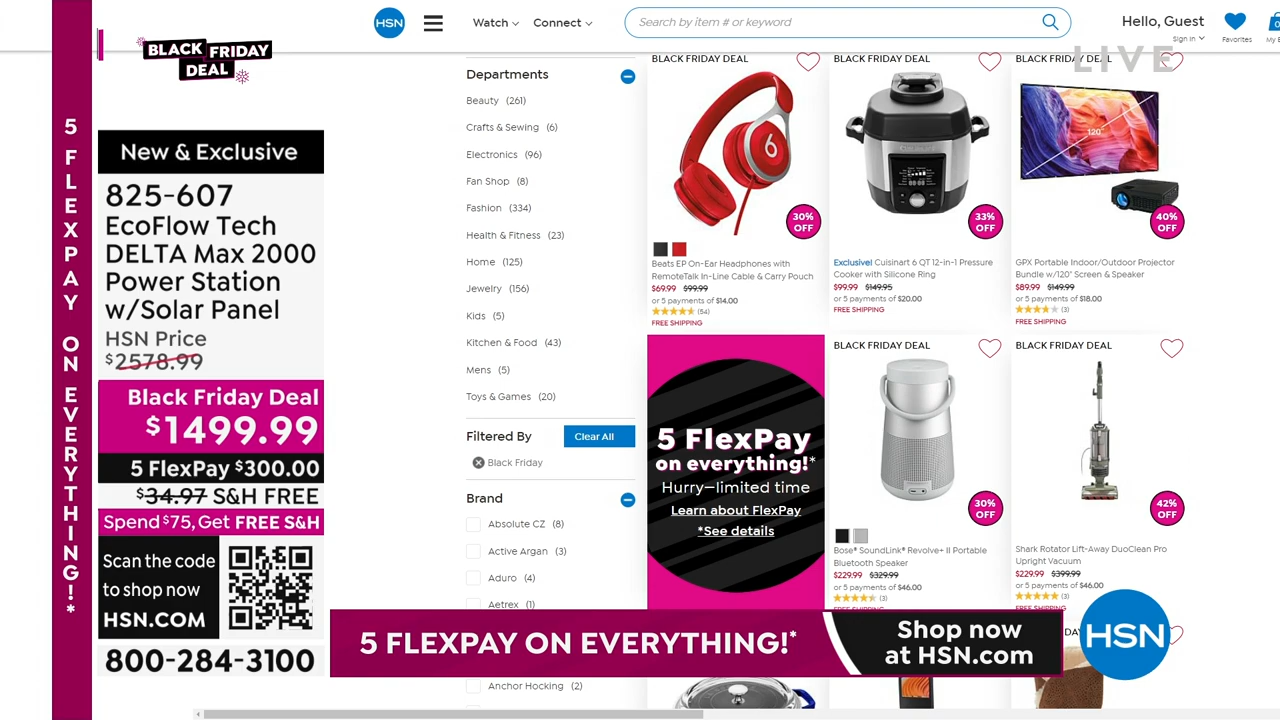 HSN
Watch
Connect
Search by item # or keyword
Hello, Guest
Sign In
Favorites
LIVE
BLACK FRIDAY
DEAL
5 FLEXPAY ON EVERYTHING!*
New & Exclusive
825-607
EcoFlow Tech
DELTA Max 2000
Power Station
w/Solar Panel
HSN Price
$2578.99
Black Friday Deal
$1499.99
5 FlexPay $300.00
$34.97 S&H FREE
Spend $75, Get FREE S&H
Scan the code
to shop now
HSN.COM
800-284-3100
Departments
Beauty (261)
Crafts & Sewing (6)
Electronics (96)
Fan Shop (8)
Fashion (334)
Health & Fitness (23)
Home (125)
Jewelry (156)
Kids (5)
Kitchen & Food (43)
Mens (5)
Toys & Games (20)
Filtered By
Clear All
Black Friday
Brand
Absolute CZ (8)
Active Argan (3)
Aduro (4)
Aetrex (1)
Anchor Hocking (2)
BLACK FRIDAY DEAL
30%
OFF
Beats EP On-Ear Headphones with
RemoteTalk In-Line Cable & Carry Pouch
$69.99 $99.99
or 5 payments of $14.00
(54)
FREE SHIPPING
BLACK FRIDAY DEAL
33%
OFF
Exclusive! Cuisinart 6 QT 12-in-1 Pressure
Cooker with Silicone Ring
$99.99 $149.95
or 5 payments of $20.00
FREE SHIPPING
BLACK FRIDAY DEAL
120"
40%
OFF
GPX Portable Indoor/Outdoor Projector
Bundle w/120" Screen & Speaker
$89.99 $149.99
or 5 payments of $18.00
(3)
FREE SHIPPING
5 FlexPay
on everything!*
Hurry—limited time
Learn about FlexPay
*See details
BLACK FRIDAY DEAL
30%
OFF
Bose® SoundLink® Revolve+ II Portable
Bluetooth Speaker
$229.99 $329.99
or 5 payments of $46.00
(3)
FREE SHIPPING
BLACK FRIDAY DEAL
42%
OFF
Shark Rotator Lift-Away DuoClean Pro
Upright Vacuum
$229.99 $399.99
or 5 payments of $46.00
(3)
FREE SHIPPING
5 FLEXPAY ON EVERYTHING!*
Shop now
at HSN.com
HSN